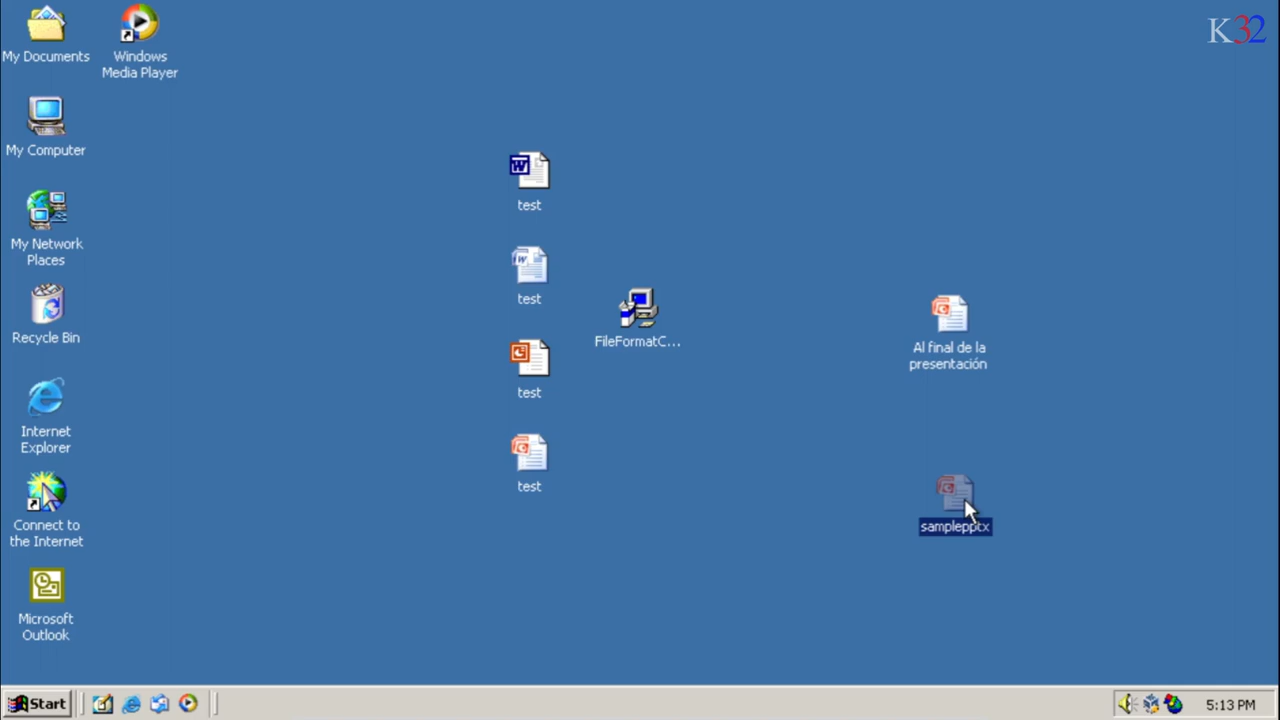 K32
My Documents
Windows
Media Player
My Computer
My Network
Places
Recycle Bin
Internet
Explorer
Connect to
the Internet
Microsoft
Outlook
test
test
test
test
FileFormatC...
Al final de la
presentación
samplepptx
Start
5:13 PM